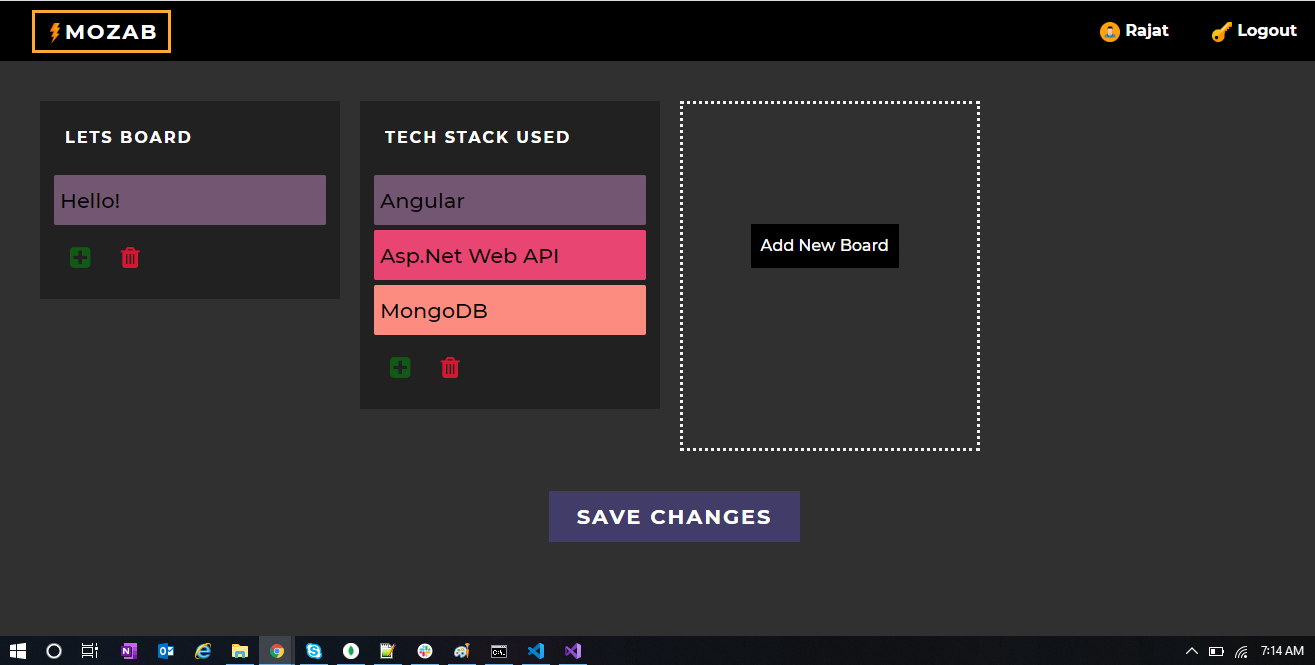 MOZAB
Rajat
Logout
LETS BOARD
Hello!
TECH STACK USED
Angular
Asp.Net Web API
MongoDB
Add New Board
SAVE CHANGES
7:14 AM